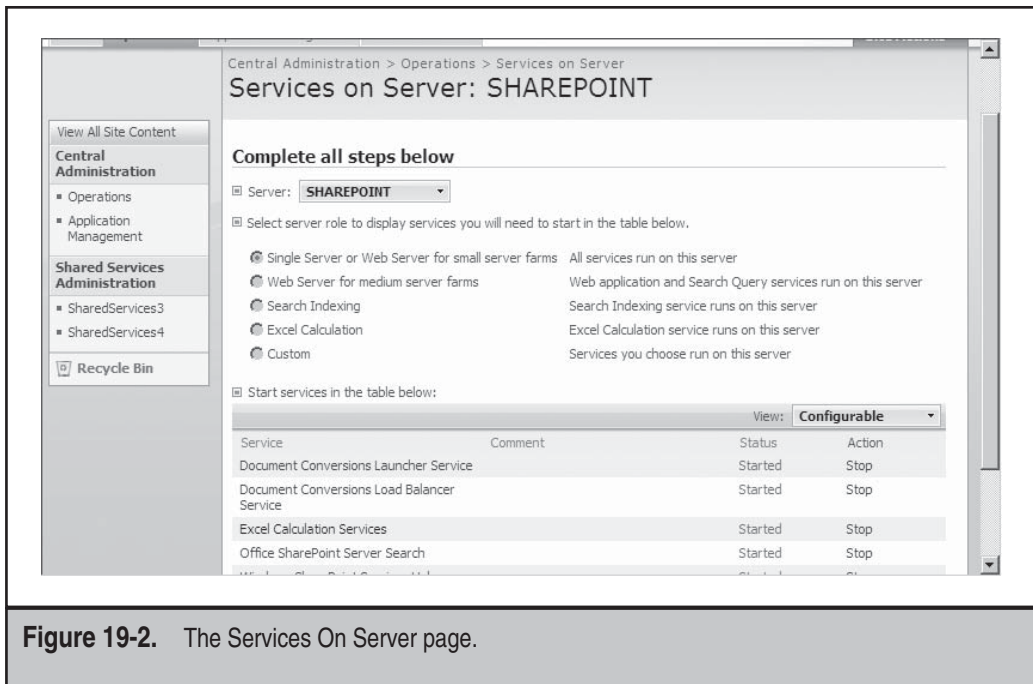 Central Administration > Operations > Services on Server
Services on Server: SHAREPOINT
View All Site Content
Central
Administration
Operations
Application
Management
Shared Services
Administration
SharedServices3
SharedServices4
Recycle Bin
Complete all steps below
Server: SHAREPOINT
Select server role to display services you will need to start in the table below.
Single Server or Web Server for small server farms All services run on this server
Web Server for medium server farms Web application and Search Query services run on this server
Search Indexing Search Indexing service runs on this server
Excel Calculation Excel Calculation service runs on this server
Custom Services you choose run on this server
Start services in the table below:
View: Configurable
Service Comment Status Action
Document Conversions Launcher Service Started Stop
Document Conversions Load Balancer Started Stop
Service
Excel Calculation Services Started Stop
Office SharePoint Server Search Started Stop
Figure 19-2. The Services On Server page.